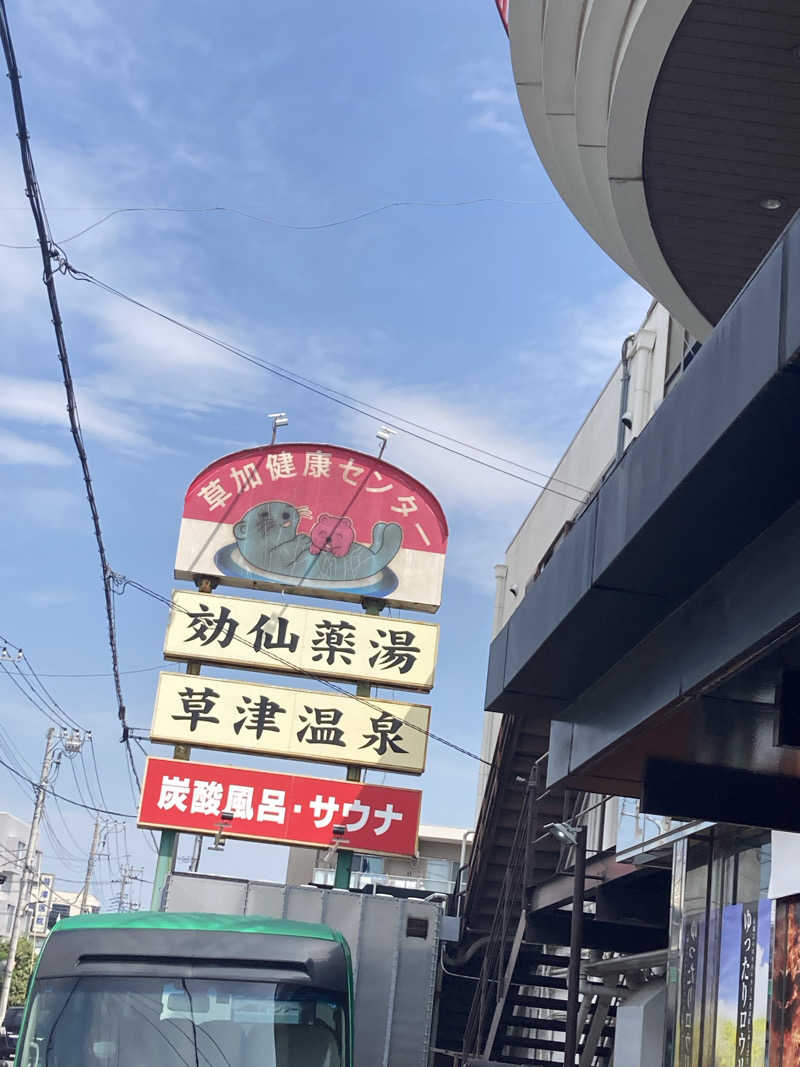 草加健康センター
効仙薬湯
草津温泉
炭酸風呂・サウナ
ゆったりロウリ